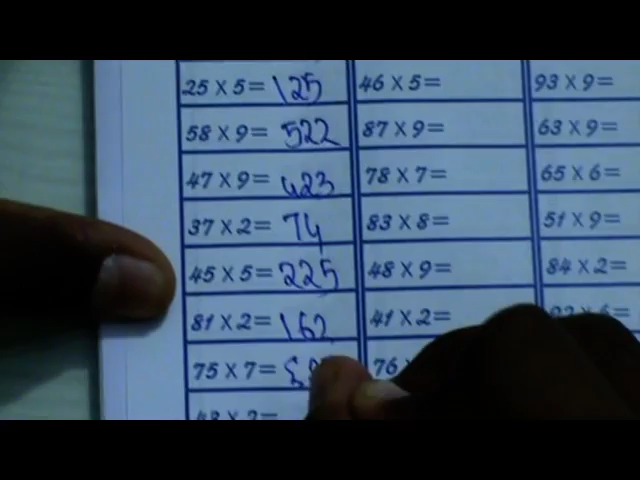 25 X 5= 125 46 X 5= 93 X 9=
58 X 9= 522 87 X 9= 63 X 9=
47 X 9= 423 78 X 7= 65 X 6=
37 X 2= 74 83 X 8= 51 X 9=
45 X 5= 225 48 X 9= 84 X 2=
81 X 2= 162 41 X 2=
75 X 7= 76